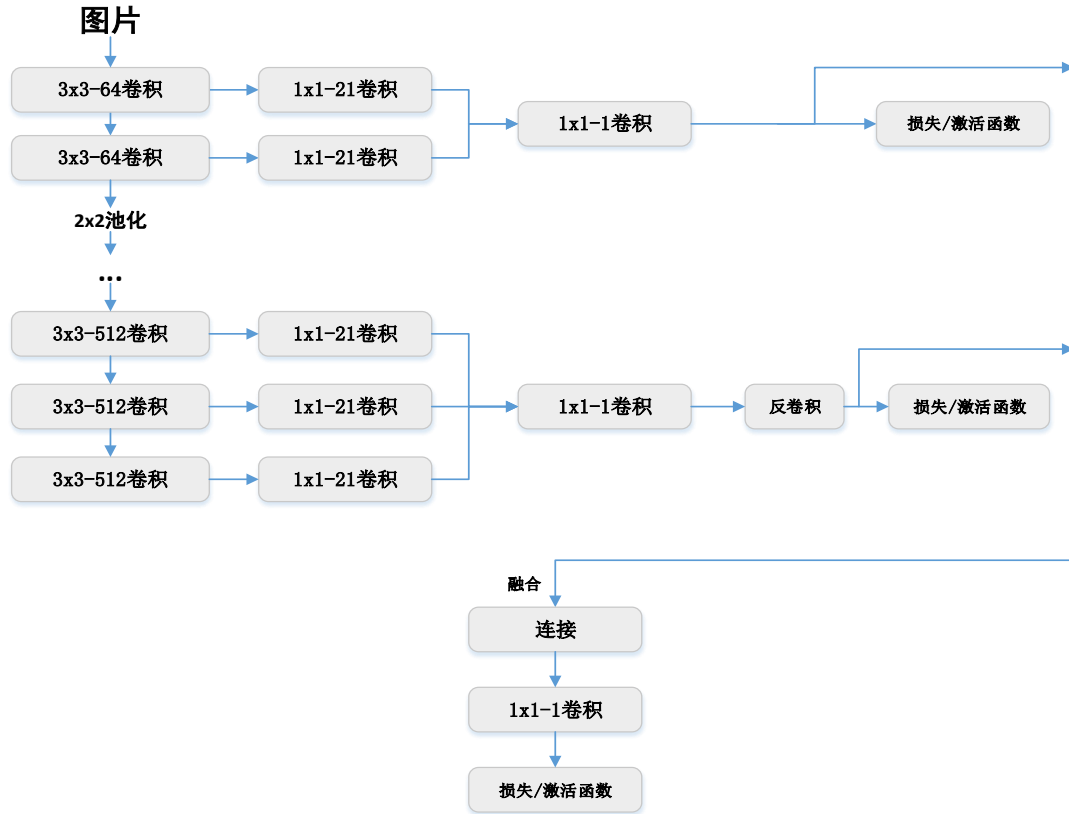 图片
3x3-64卷积
1x1-21卷积
1x1-1卷积
损失/激活函数
3x3-64卷积
1x1-21卷积
2x2池化
...
3x3-512卷积
1x1-21卷积
3x3-512卷积
1x1-21卷积
1x1-1卷积
反卷积
损失/激活函数
3x3-512卷积
1x1-21卷积
融合
连接
1x1-1卷积
损失/激活函数